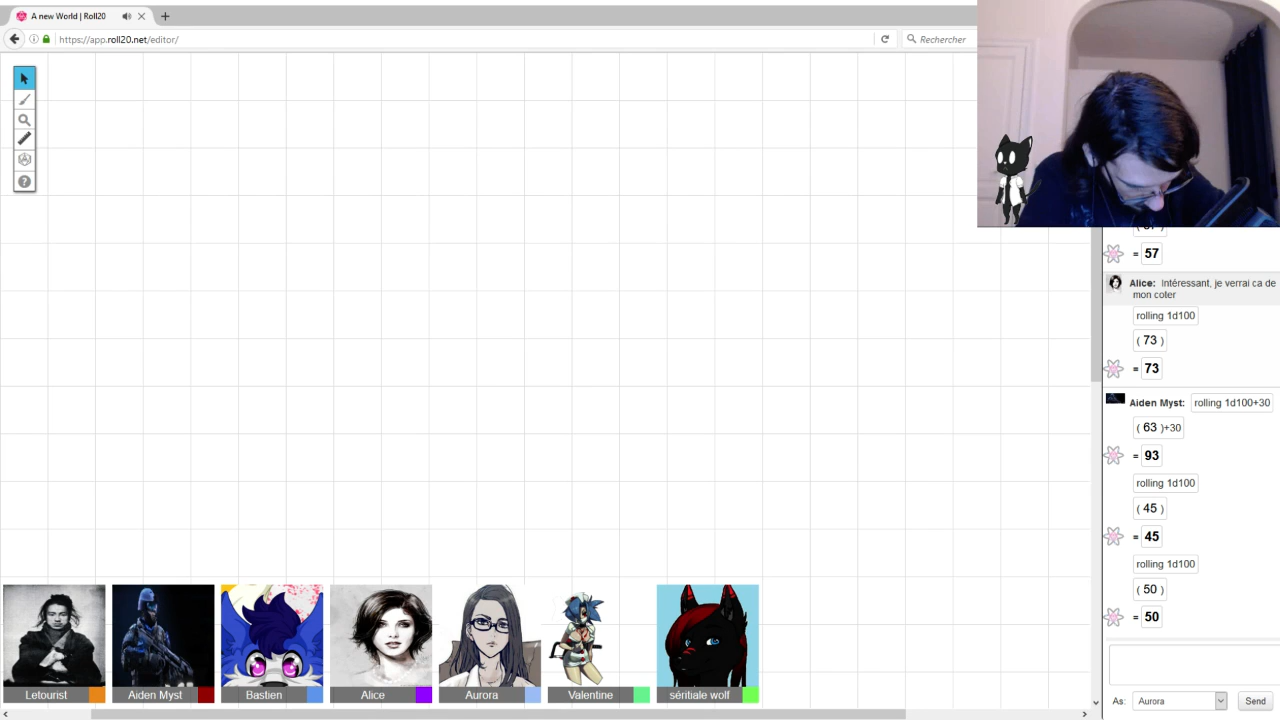 A new World | Roll20
https://app.roll20.net/editor/
Rechercher
= 57
Alice: Intéressant, je verrai ca de
mon coter
rolling 1d100
( 73 )
= 73
Aiden Myst: rolling 1d100+30
( 63 )+30
= 93
rolling 1d100
( 45 )
= 45
rolling 1d100
( 50 )
= 50
Letourist
Aiden Myst
Bastien
Alice
Aurora
Valentine
séritiale wolf
As: Aurora
Send